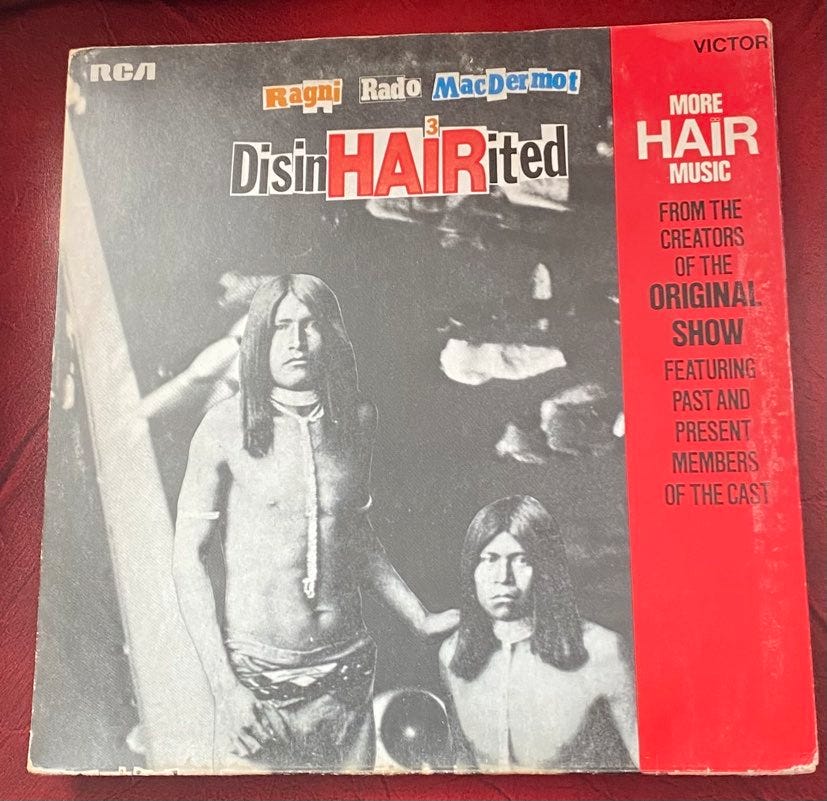 RCA
VICTOR
Ragni Rado MacDermot
3
DisinHAIRited
MORE
HAIR
MUSIC
FROM THE
CREATORS
OF THE
ORIGINAL
SHOW
FEATURING
PAST AND
PRESENT
MEMBERS
OF THE CAST